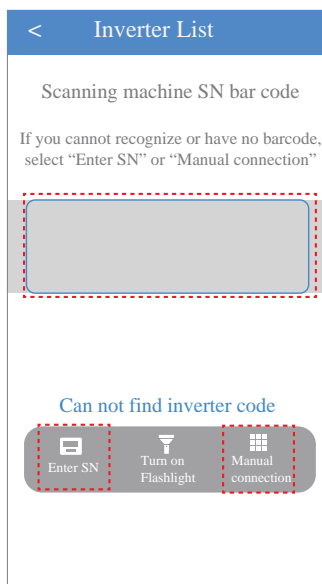 < Inverter List
Scanning machine SN bar code
If you cannot recognize or have no barcode,
select “Enter SN” or “Manual connection”
Can not find inverter code
Enter SN
Turn on
Flashlight
Manual
connection